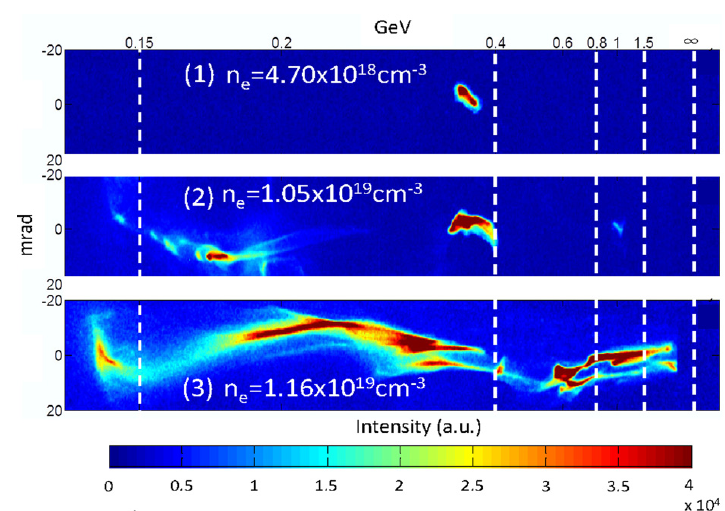 GeV
0.15 0.2 0.4 0.6 0.8 1 1.5 ∞
-20
(1) nₑ=4.70x10¹⁸cm⁻³
0
20
-20
(2) nₑ=1.05x10¹⁹cm⁻³
0
mrad
20
-20
0
(3) nₑ=1.16x10¹⁹cm⁻³
20
Intensity (a.u.)
0 0.5 1 1.5 2 2.5 3 3.5 4
x 10⁴